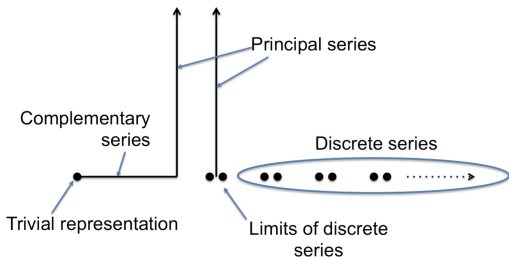 Principal series
Complementary
series
Discrete series
Trivial representation
Limits of discrete
series